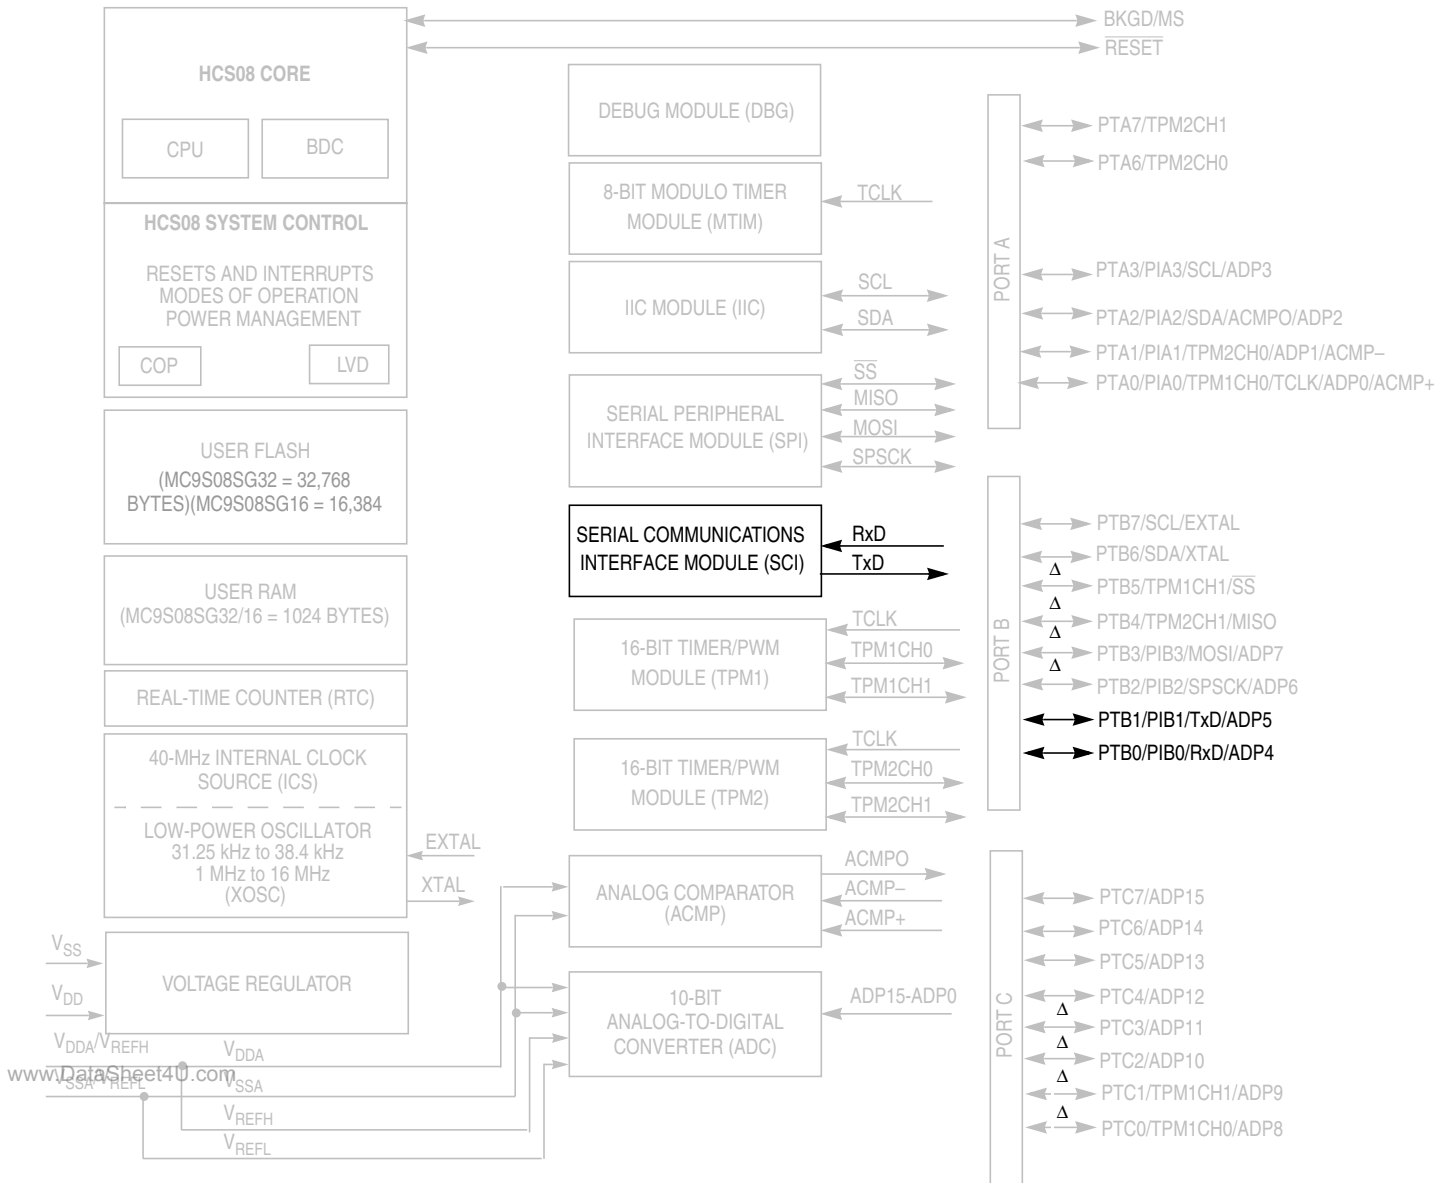 BKGD/MS
RESET
HCS08 CORE
CPU
BDC
HCS08 SYSTEM CONTROL
RESETS AND INTERRUPTS
MODES OF OPERATION
POWER MANAGEMENT
COP
LVD
USER FLASH
(MC9S08SG32 = 32,768
BYTES)(MC9S08SG16 = 16,384
USER RAM
(MC9S08SG32/16 = 1024 BYTES)
REAL-TIME COUNTER (RTC)
40-MHz INTERNAL CLOCK
SOURCE (ICS)
LOW-POWER OSCILLATOR
31.25 kHz to 38.4 kHz
1 MHz to 16 MHz
(XOSC)
EXTAL
XTAL
VSS
VDD
VOLTAGE REGULATOR
VDDA/VREFH
VDDA
www.DataSheet4U.com
VSSA/VREFL
VSSA
VREFH
VREFL
DEBUG MODULE (DBG)
8-BIT MODULO TIMER
MODULE (MTIM)
TCLK
IIC MODULE (IIC)
SCL
SDA
SERIAL PERIPHERAL
INTERFACE MODULE (SPI)
SS
MISO
MOSI
SPSCK
SERIAL COMMUNICATIONS
INTERFACE MODULE (SCI)
RxD
TxD
16-BIT TIMER/PWM
MODULE (TPM1)
TCLK
TPM1CH0
TPM1CH1
16-BIT TIMER/PWM
MODULE (TPM2)
TCLK
TPM2CH0
TPM2CH1
ANALOG COMPARATOR
(ACMP)
ACMPO
ACMP–
ACMP+
10-BIT
ANALOG-TO-DIGITAL
CONVERTER (ADC)
ADP15-ADP0
PORT A
PTA7/TPM2CH1
PTA6/TPM2CH0
PTA3/PIA3/SCL/ADP3
PTA2/PIA2/SDA/ACMPO/ADP2
PTA1/PIA1/TPM2CH0/ADP1/ACMP–
PTA0/PIA0/TPM1CH0/TCLK/ADP0/ACMP+
PORT B
PTB7/SCL/EXTAL
PTB6/SDA/XTAL
Δ
PTB5/TPM1CH1/SS
Δ
PTB4/TPM2CH1/MISO
Δ
PTB3/PIB3/MOSI/ADP7
Δ
PTB2/PIB2/SPSCK/ADP6
PTB1/PIB1/TxD/ADP5
PTB0/PIB0/RxD/ADP4
PORT C
PTC7/ADP15
PTC6/ADP14
PTC5/ADP13
PTC4/ADP12
Δ
PTC3/ADP11
Δ
PTC2/ADP10
Δ
PTC1/TPM1CH1/ADP9
Δ
PTC0/TPM1CH0/ADP8